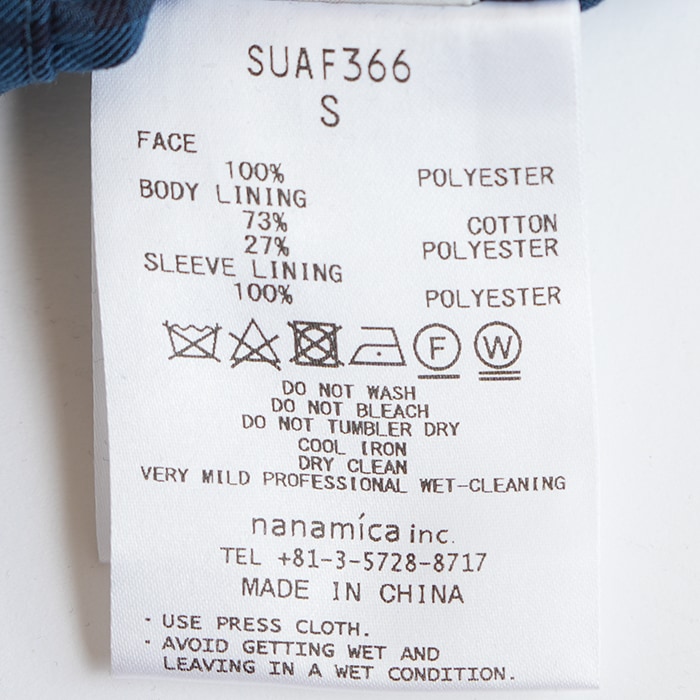 SUAF366
S
FACE
100% POLYESTER
BODY LINING
73% COTTON
27% POLYESTER
SLEEVE LINING
100% POLYESTER
F W
DO NOT WASH
DO NOT BLEACH
DO NOT TUMBLER DRY
COOL IRON
DRY CLEAN
VERY MILD PROFESSIONAL WET-CLEANING
nanamica inc.
TEL +81-3-5728-8717
MADE IN CHINA
· USE PRESS CLOTH.
· AVOID GETTING WET AND
LEAVING IN A WET CONDITION.